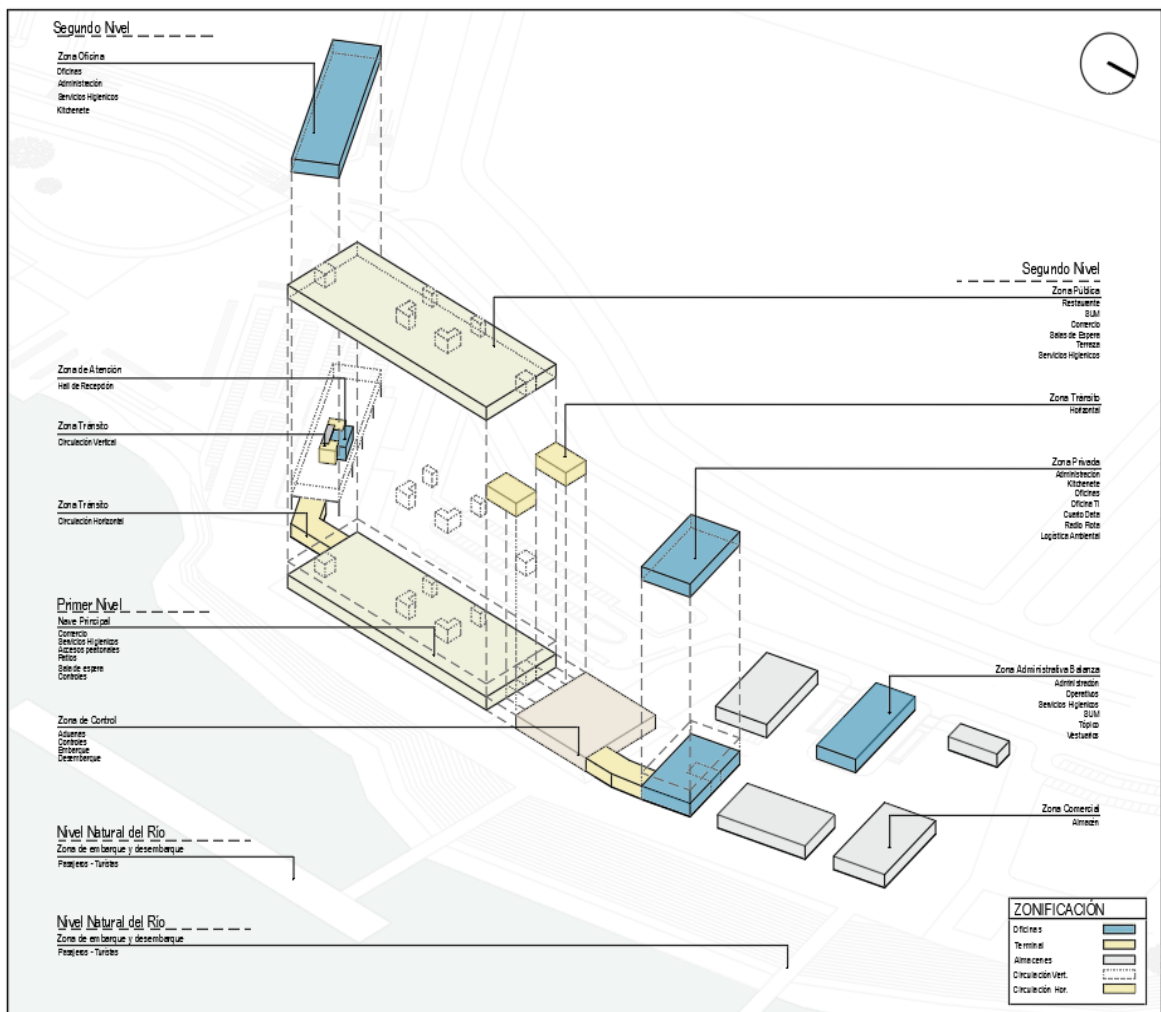 Segundo Nivel
Zona Oficina
Oficinas
Administración
Servicios Higienicos
Kitchenete
Segundo Nivel
Zona Pública
Restaurante
SUM
Comercio
Salas de Espera
Terraza
Servicios Higienicos
Zona de Atención
Hall de Recepción
Zona Tránsito
Circulación Vertical
Zona Tránsito
Circulación Horizontal
Zona Tránsito
Horizontal
Zona Privada
Administración
Kitchenete
Oficinas
Oficina TI
Cuarto Data
Radio Flota
Logística Ambiental
Primer Nivel
Nave Principal
Comercio
Servicios Higienicos
Accesos peatonales
Patios
Sala de espera
Controles
Zona de Control
Aduanas
Controles
Embarque
Desembarque
Zona Administrativa Balanza
Administración
Operativos
Servicios Higienicos
SUM
Tópico
Vestuarios
Zona Comercial
Almacén
Nivel Natural del Río
Zona de embarque y desembarque
Pasajeros - Turistas
Nivel Natural del Río
Zona de embarque y desembarque
Pasajeros - Turistas
ZONIFICACIÓN
Oficinas
Terminal
Almacenes
Circulación Vert.
Circulación Hor.